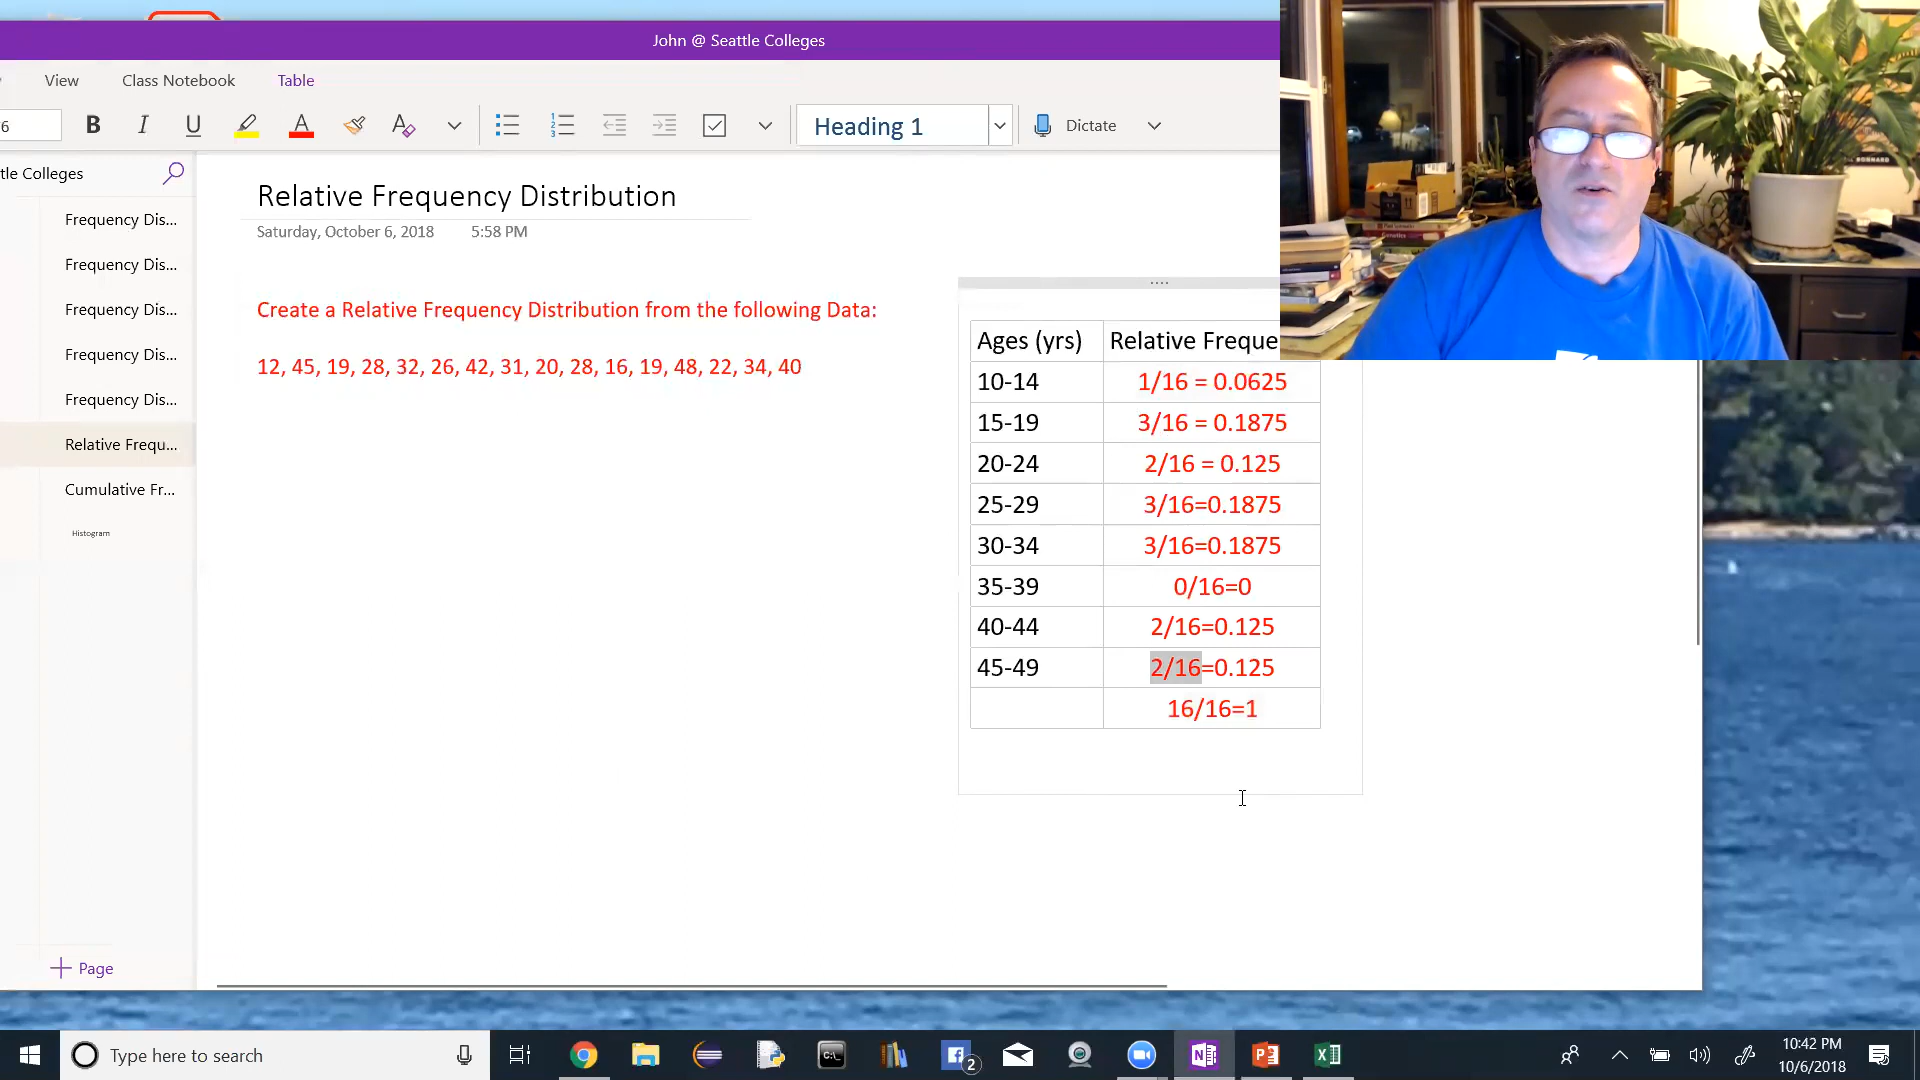 John @ Seattle Colleges
View Class Notebook Table
6 B I U A A Heading 1 Dictate
tle Colleges
Frequency Dis...
Frequency Dis...
Frequency Dis...
Frequency Dis...
Frequency Dis...
Relative Frequ...
Cumulative Fr...
Histogram
Page
Relative Frequency Distribution
Saturday, October 6, 2018 5:58 PM
Create a Relative Frequency Distribution from the following Data:
12, 45, 19, 28, 32, 26, 42, 31, 20, 28, 16, 19, 48, 22, 34, 40
Ages (yrs) Relative Freque
10-14 1/16 = 0.0625
15-19 3/16 = 0.1875
20-24 2/16 = 0.125
25-29 3/16=0.1875
30-34 3/16=0.1875
35-39 0/16=0
40-44 2/16=0.125
45-49 2/16=0.125
16/16=1
Type here to search
2
10:42 PM
10/6/2018